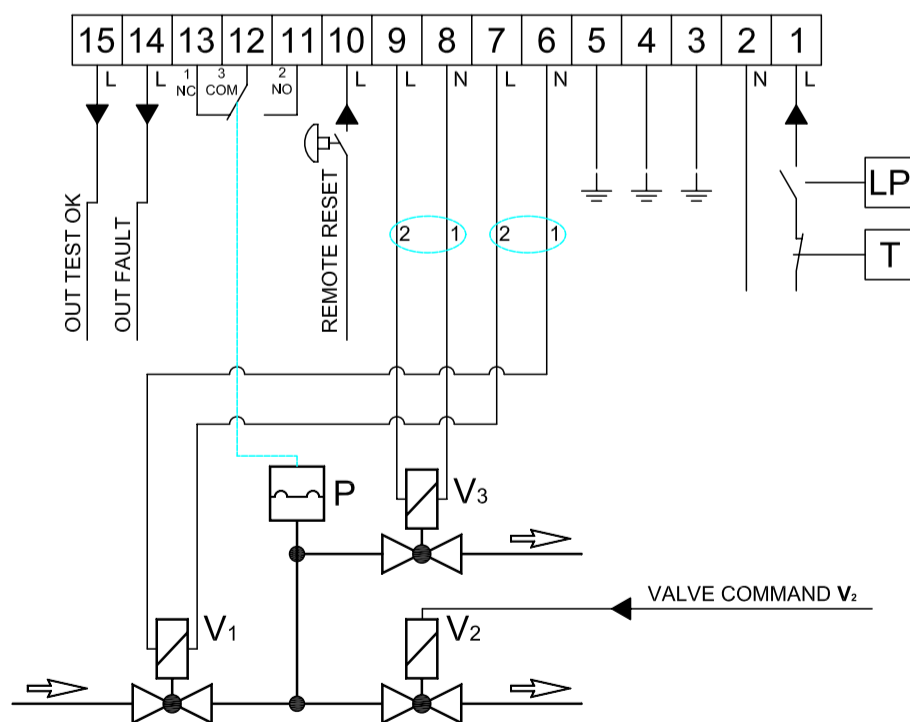 15 14 13 12 11 10 9 8 7 6 5 4 3 2 1
L L 1 3 2 L L N L N N L
NC COM NO
OUT TEST OK
OUT FAULT
REMOTE RESET
LP
2 1 2 1
T
P
V3
VALVE COMMAND V2
V1
V2